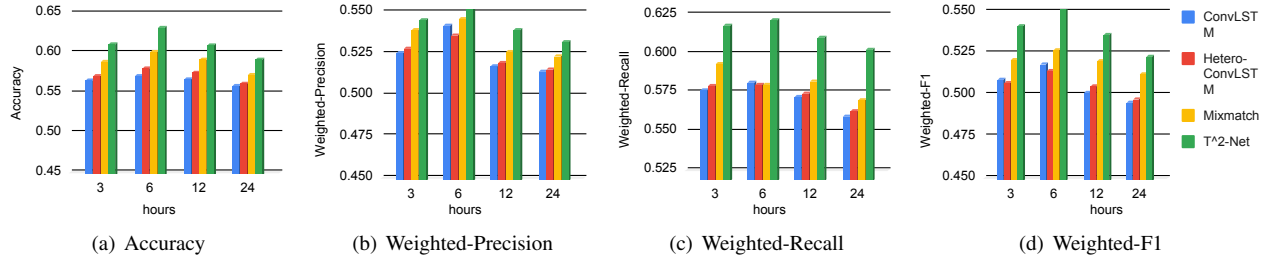 Accuracy
0.65
0.60
0.55
0.50
0.45
3
6
12
24
hours
Weighted-Precision
0.550
0.525
0.500
0.475
0.450
3
6
12
24
hours
Weighted-Recall
0.625
0.600
0.575
0.550
0.525
3
6
12
24
hours
Weighted-F1
0.550
0.525
0.500
0.475
0.450
3
6
12
24
hours
ConvLST
M
Hetero-
ConvLST
M
Mixmatch
T^2-Net
(a) Accuracy
(b) Weighted-Precision
(c) Weighted-Recall
(d) Weighted-F1